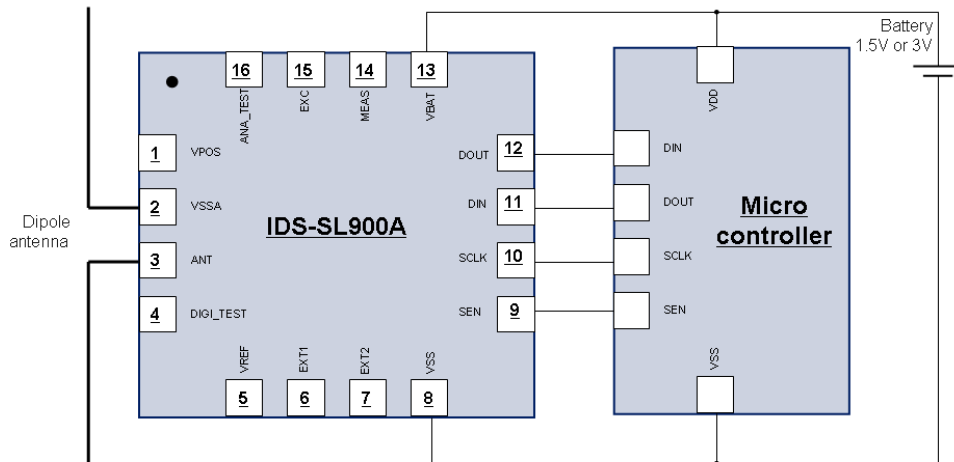 Battery
1.5V or 3V
16
15
14
13
ANA_TEST
EXC
MEAS
VBAT
VDD
1
VPOS
DOUT
12
DIN
2
VSSA
DIN
11
DOUT
Dipole
antenna
IDS-SL900A
Micro
controller
3
ANT
SCLK
10
SCLK
4
DIGI_TEST
SEN
9
SEN
VREF
EXT1
EXT2
VSS
VSS
5
6
7
8